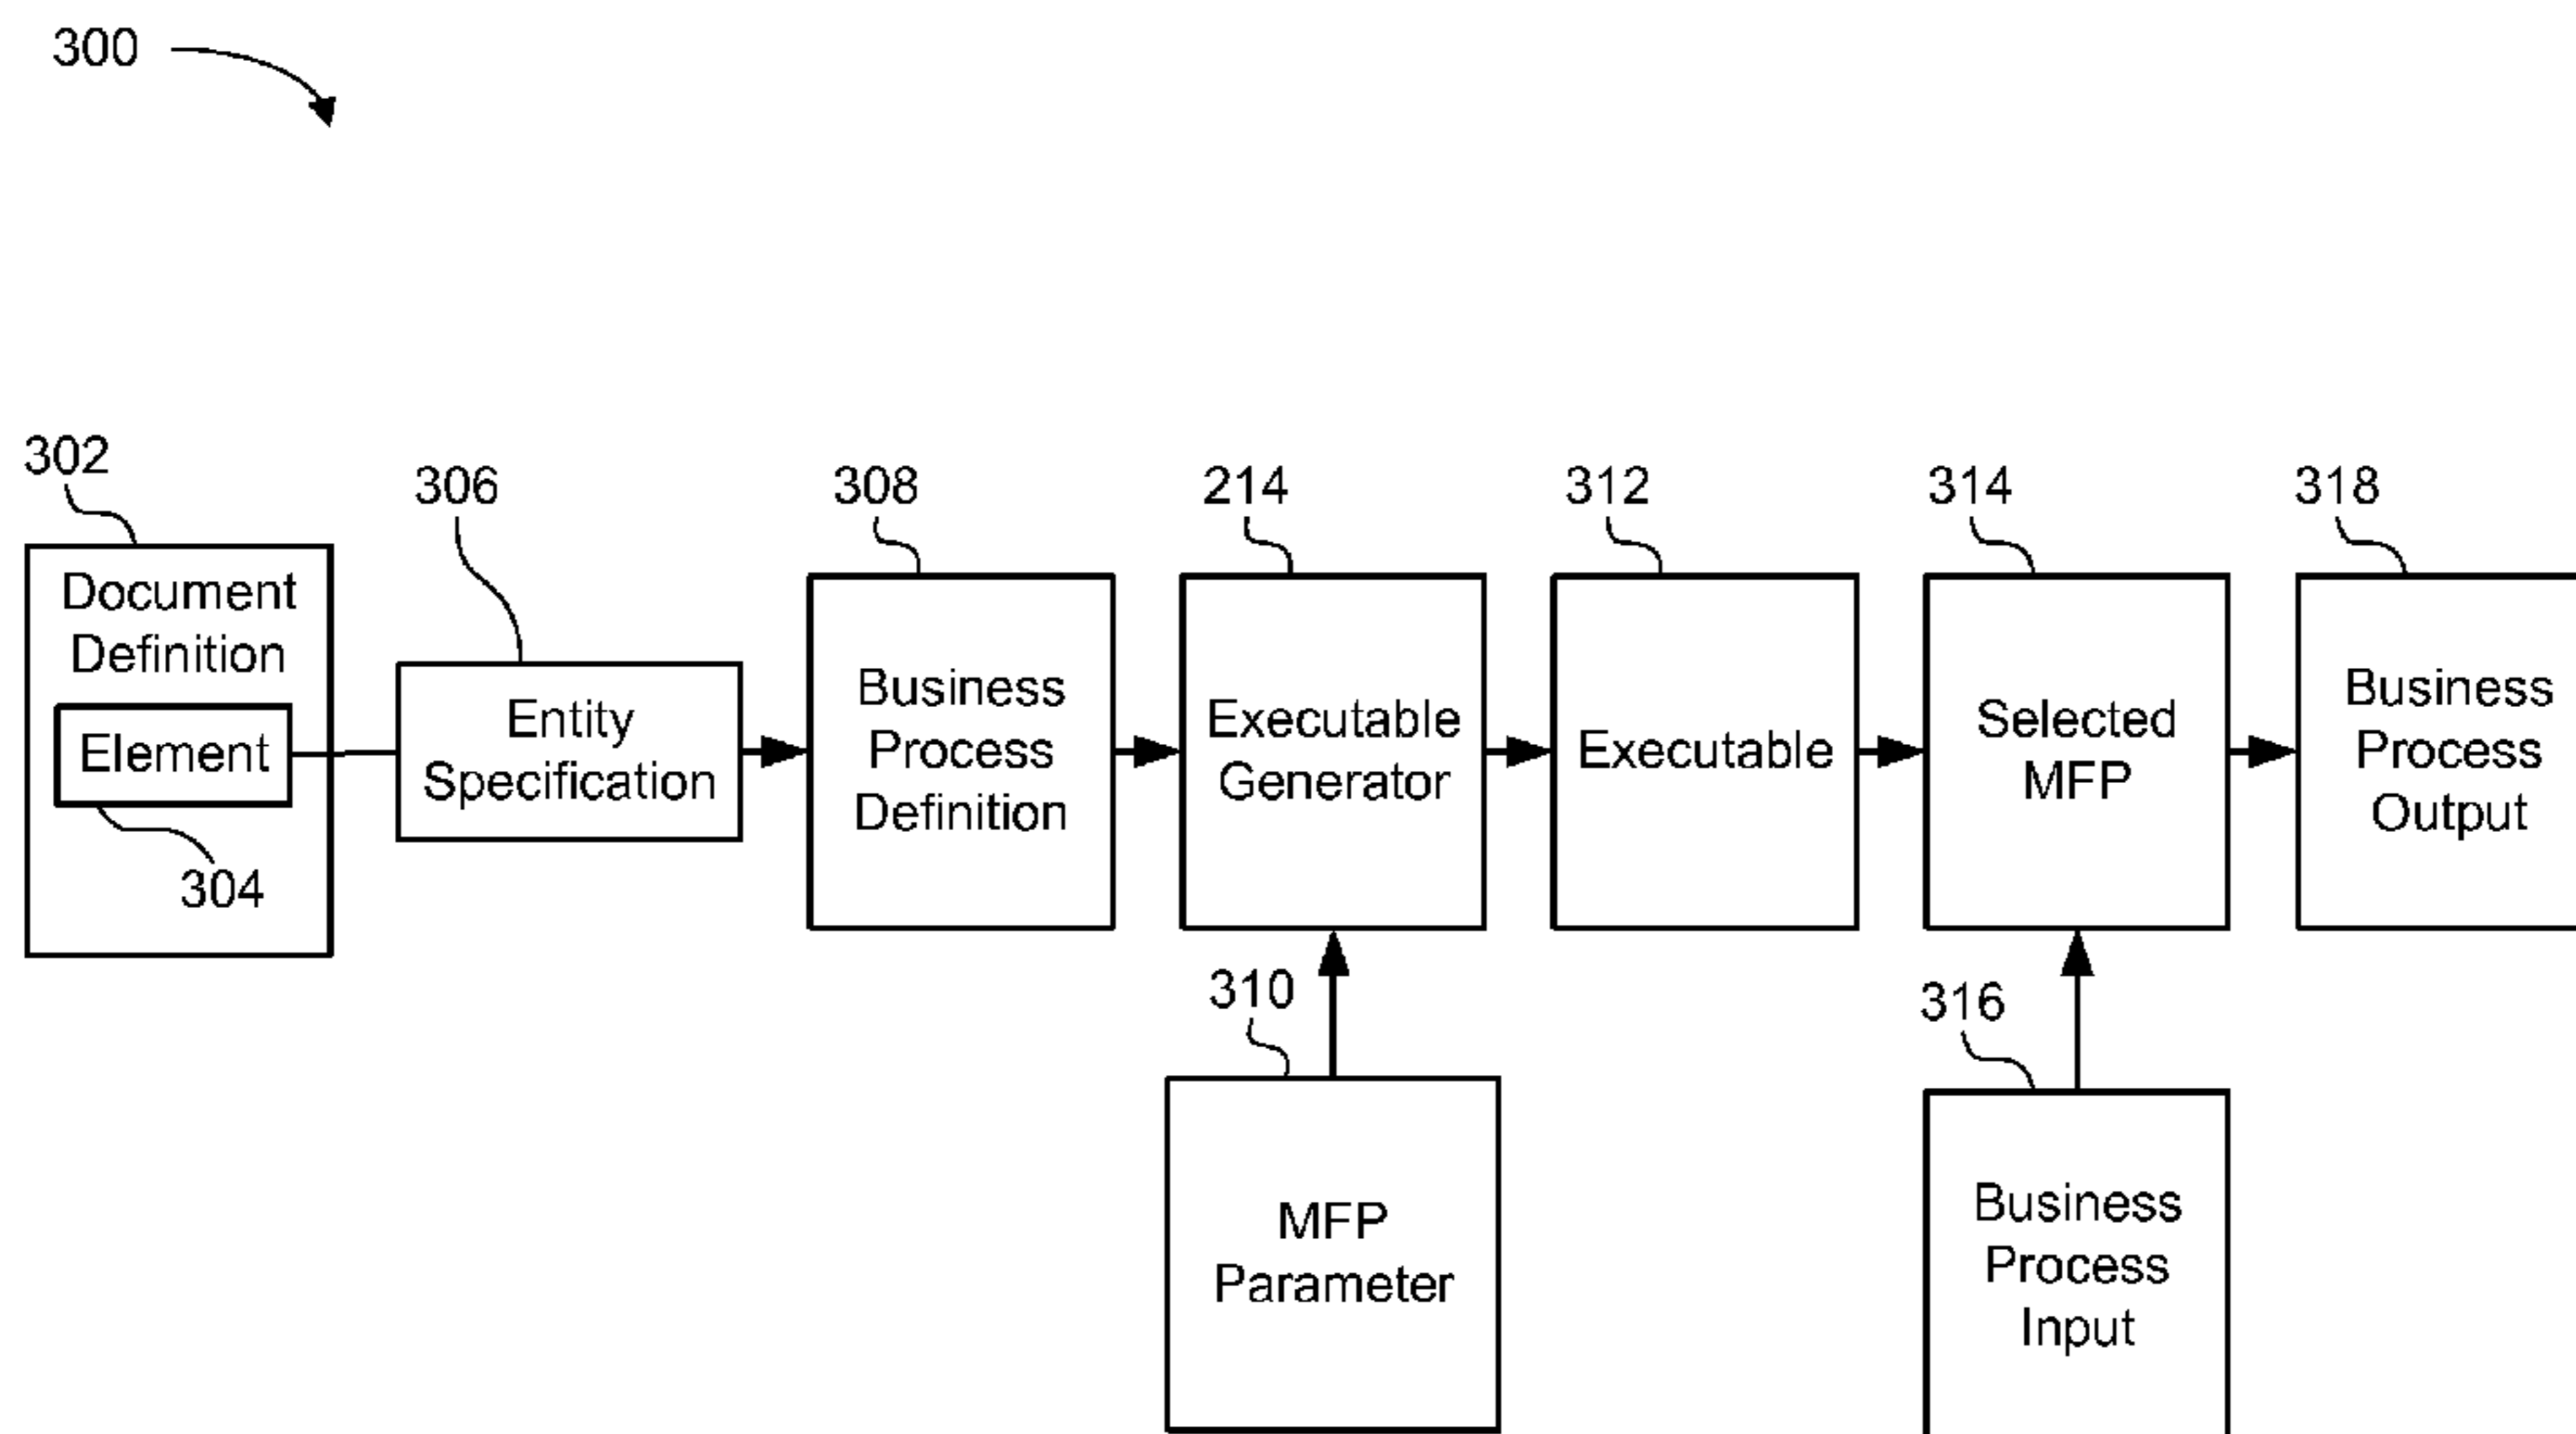 300
302
306
308
214
312
314
318
Document
Definition
Element
304
Entity
Specification
Business
Process
Definition
Executable
Generator
Executable
Selected
MFP
Business
Process
Output
310
MFP
Parameter
316
Business
Process
Input